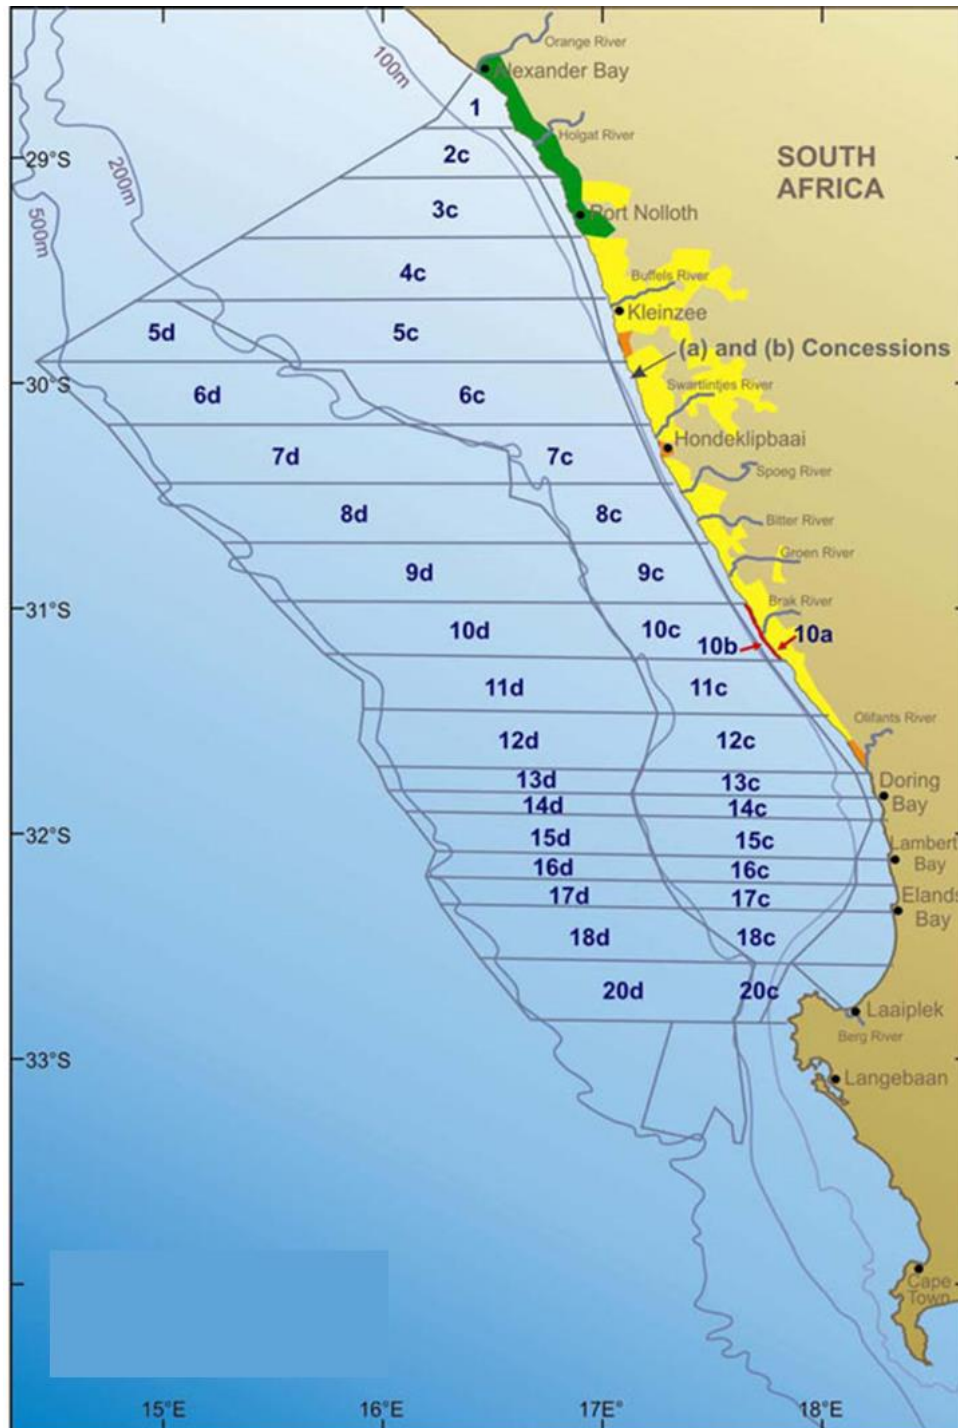 Orange River
100m
Alexander Bay
1
Holgat River
29°S
2c
SOUTH
AFRICA
200m
500m
3c
Port Nolloth
4c
Buffels River
Kleinzee
5d
5c
(a) and (b) Concessions
30°S
Swartlintjes River
6d
6c
Hondeklipbaai
7d
7c
Spoeg River
8d
8c
Bitter River
Groen River
9d
9c
31°S
Brak River
10d
10c
10b
10a
11d
11c
Olifants River
12d
12c
13d
13c
Doring
Bay
14d
14c
32°S
15d
15c
Lambert
Bay
16d
16c
17d
17c
Elands
Bay
18d
18c
20d
20c
Laaiplek
Berg River
33°S
Langebaan
Cape
Town
15°E
16°E
17°E
18°E